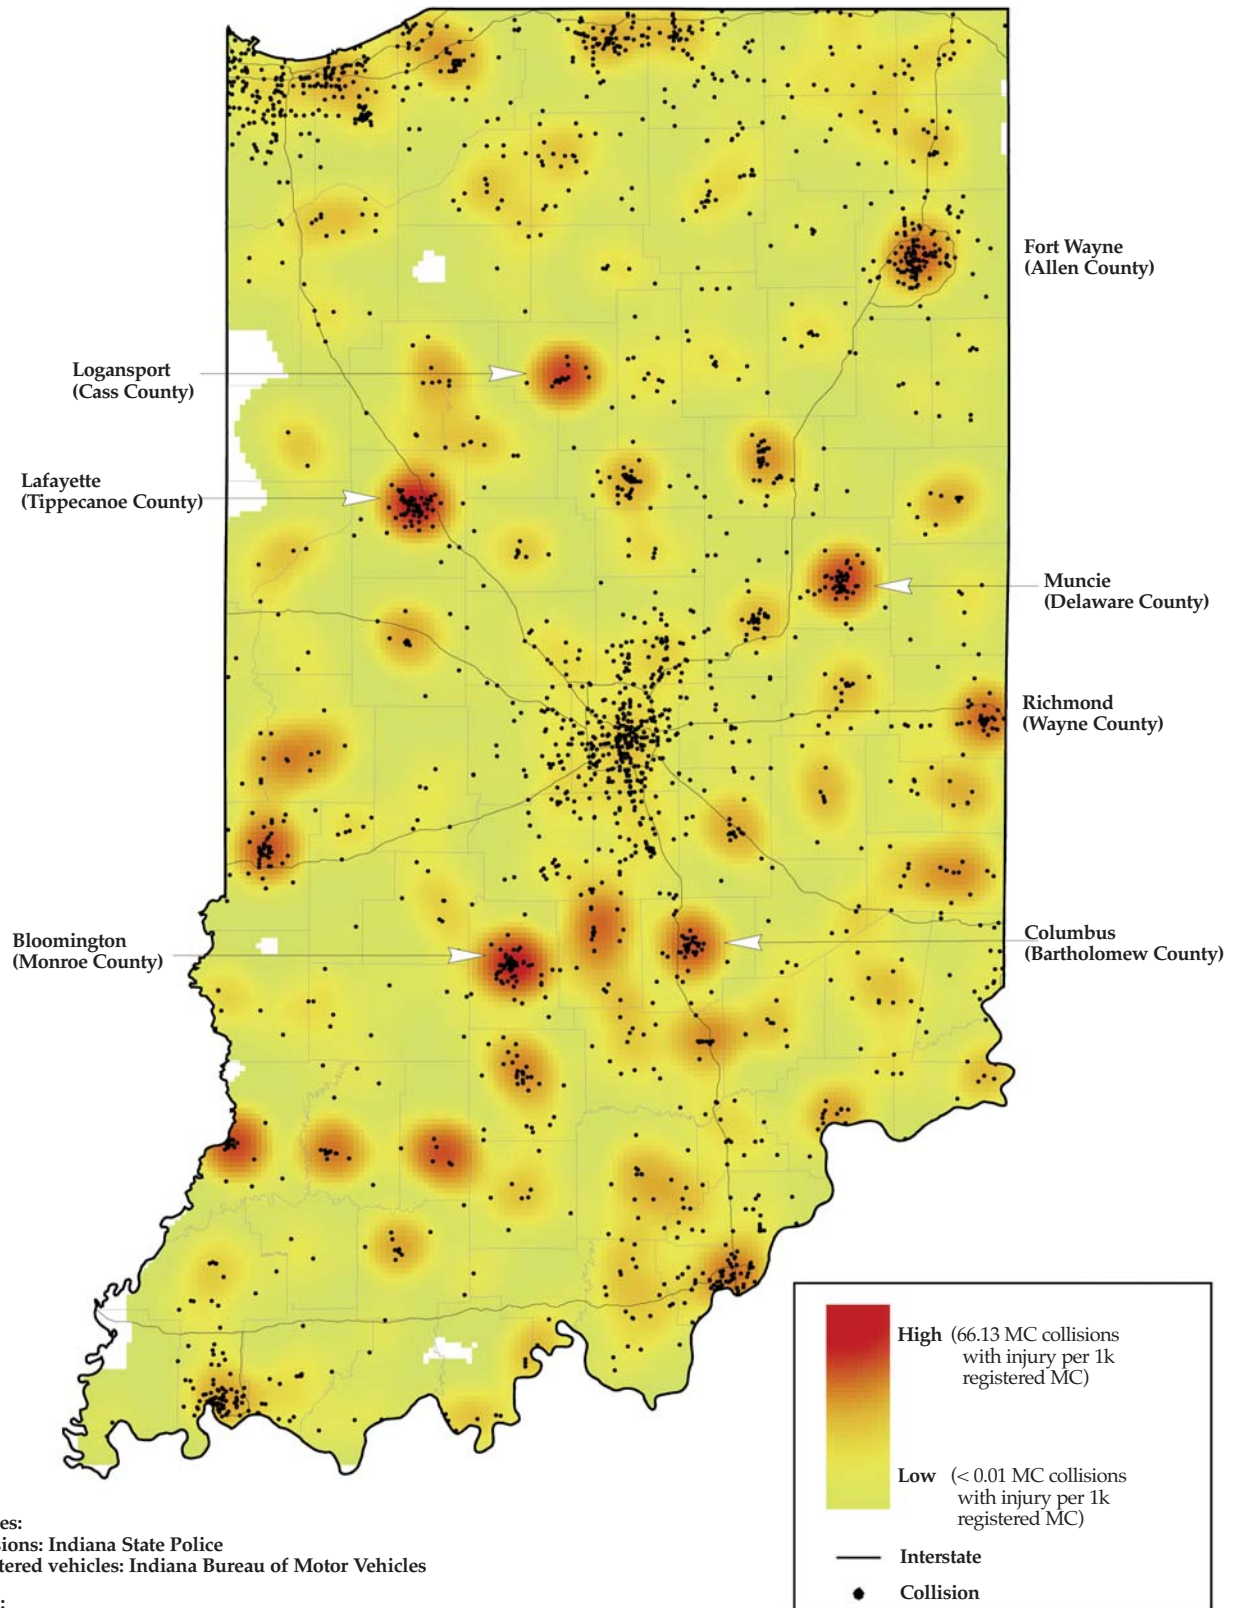 Fort Wayne
(Allen County)
Logansport
(Cass County)
Lafayette
(Tippecanoe County)
Muncie
(Delaware County)
Richmond
(Wayne County)
Bloomington
(Monroe County)
Columbus
(Bartholomew County)
High (66.13 MC collisions
with injury per 1k
registered MC)
Low (< 0.01 MC collisions
with injury per 1k
registered MC)
Interstate
Collision
es:
sions: Indiana State Police
tered vehicles: Indiana Bureau of Motor Vehicles
: